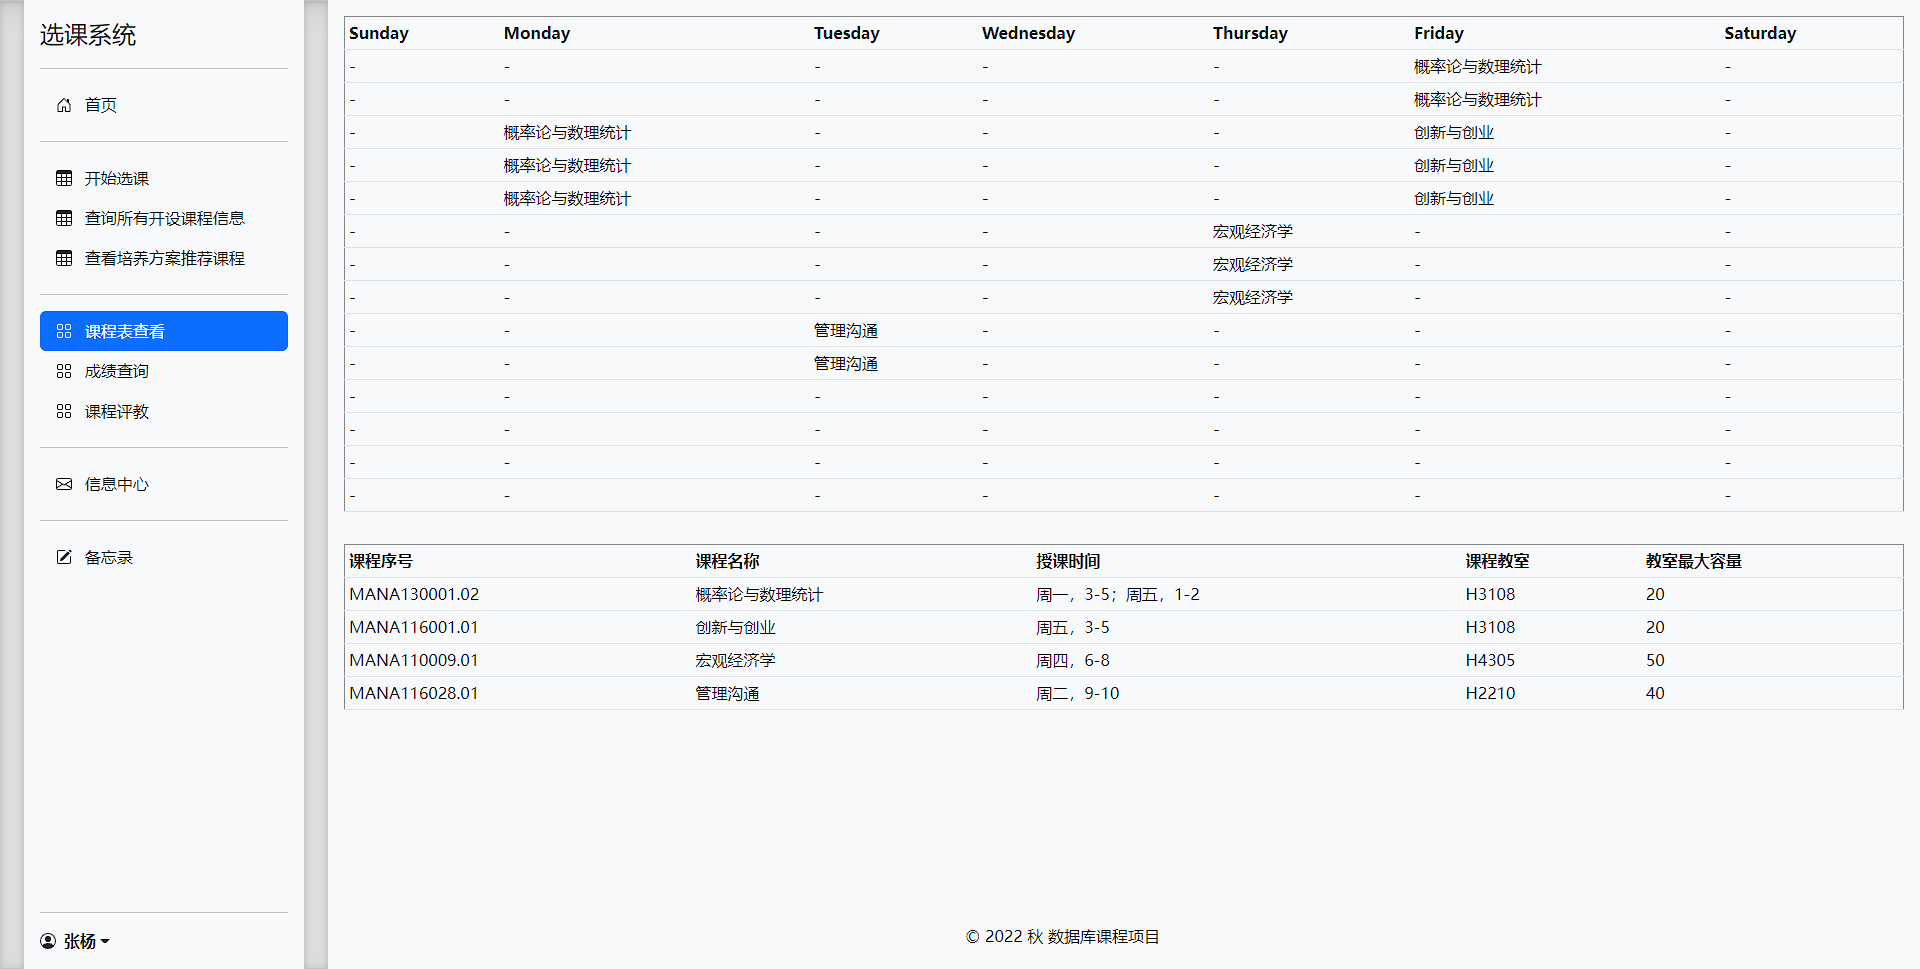 选课系统
首页
开始选课
查询所有开设课程信息
查看培养方案推荐课程
课程表查看
成绩查询
课程评教
信息中心
备忘录
张杨
Sunday Monday Tuesday Wednesday Thursday Friday Saturday
- - - - - 概率论与数理统计 -
- - - - - 概率论与数理统计 -
- 概率论与数理统计 - - - 创新与创业 -
- 概率论与数理统计 - - - 创新与创业 -
- 概率论与数理统计 - - - 创新与创业 -
- - - - 宏观经济学 - -
- - - - 宏观经济学 - -
- - - - 宏观经济学 - -
- - 管理沟通 - - - -
- - 管理沟通 - - - -
- - - - - - -
- - - - - - -
- - - - - - -
- - - - - - -
课程序号 课程名称 授课时间 课程教室 教室最大容量
MANA130001.02 概率论与数理统计 周一，3-5；周五，1-2 H3108 20
MANA116001.01 创新与创业 周五，3-5 H3108 20
MANA110009.01 宏观经济学 周四，6-8 H4305 50
MANA116028.01 管理沟通 周二，9-10 H2210 40
© 2022 秋 数据库课程项目